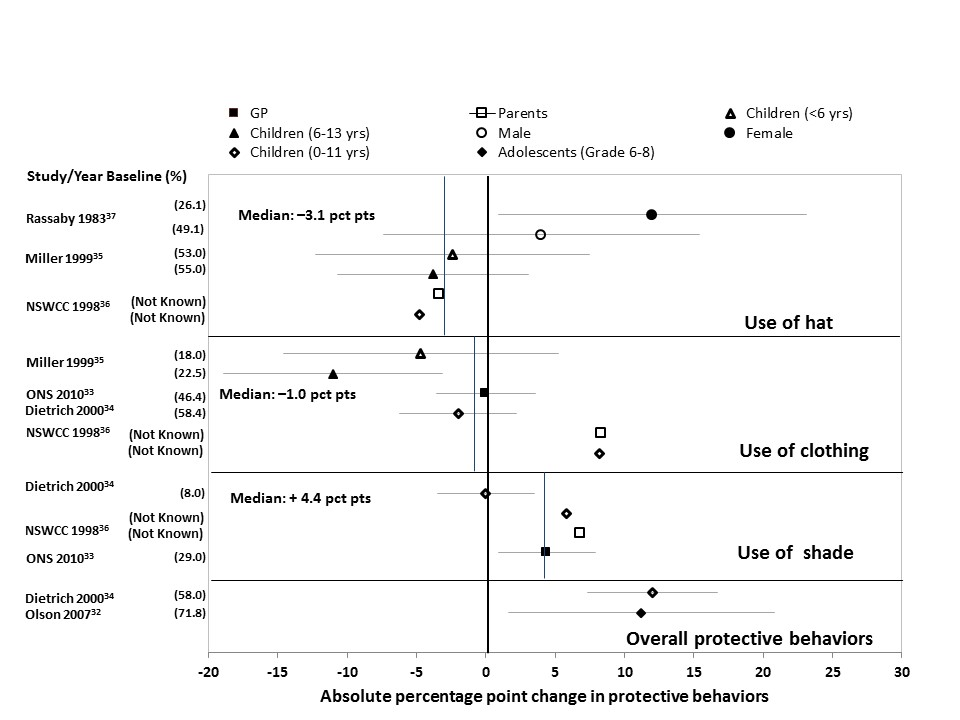 GP Parents Children (<6 yrs)
Children (6-13 yrs) Male Female
Children (0-11 yrs) Adolescents (Grade 6-8)
Study/Year Baseline (%)
(26.1)
Median: –3.1 pct pts
Rassaby 1983³⁷
(49.1)
Miller 1999³⁵ (53.0)
(55.0)
NSWCC 1998³⁶ (Not Known)
(Not Known)
Use of hat
Miller 1999³⁵ (18.0)
(22.5)
ONS 2010³³ (46.4) Median: –1.0 pct pts
Dietrich 2000³⁴ (58.4)
NSWCC 1998³⁶ (Not Known)
(Not Known)
Use of clothing
Dietrich 2000³⁴ (8.0)
Median: + 4.4 pct pts
(Not Known)
NSWCC 1998³⁶ (Not Known)
Use of shade
ONS 2010³³ (29.0)
Dietrich 2000³⁴ (58.0)
Olson 2007³² (71.8)
Overall protective behaviors
-20 -15 -10 -5 0 5 10 15 20 25 30
Absolute percentage point change in protective behaviors